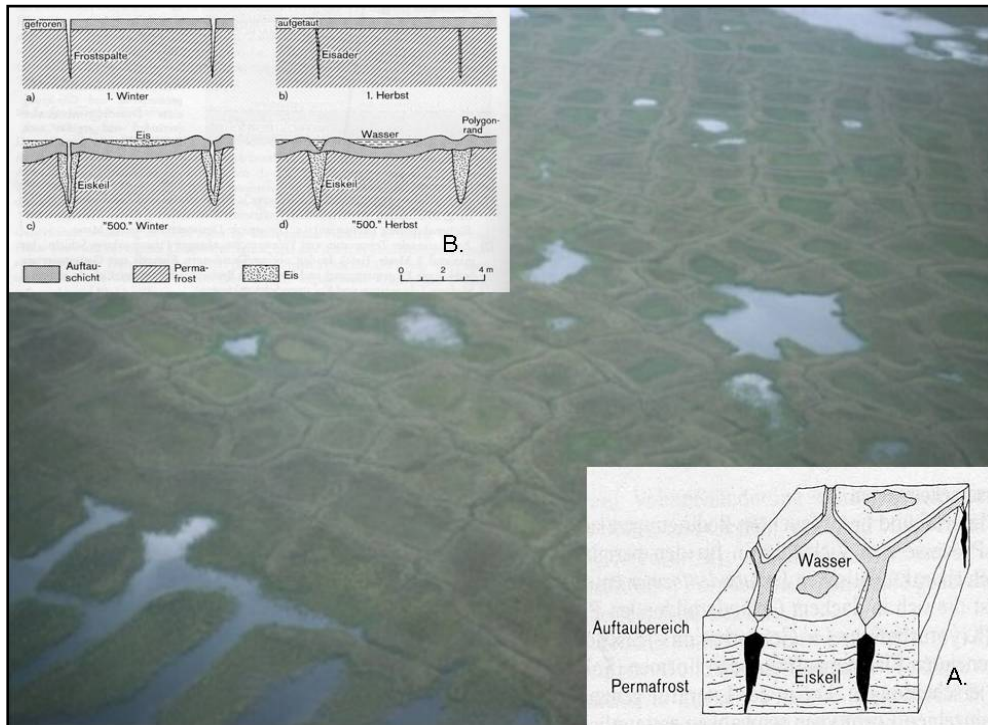 gefroren
Frostspalte
a) 1. Winter
aufgetaut
Eisader
b) 1. Herbst
Eis
Eiskeil
c) "500." Winter
Polygon-
rand
Wasser
Eiskeil
d) "500." Herbst
B.
Auftau-
schicht
Perma-
frost
Eis
0 2 4 m
Wasser
Auftaubereich
Eiskeil
Permafrost
A.